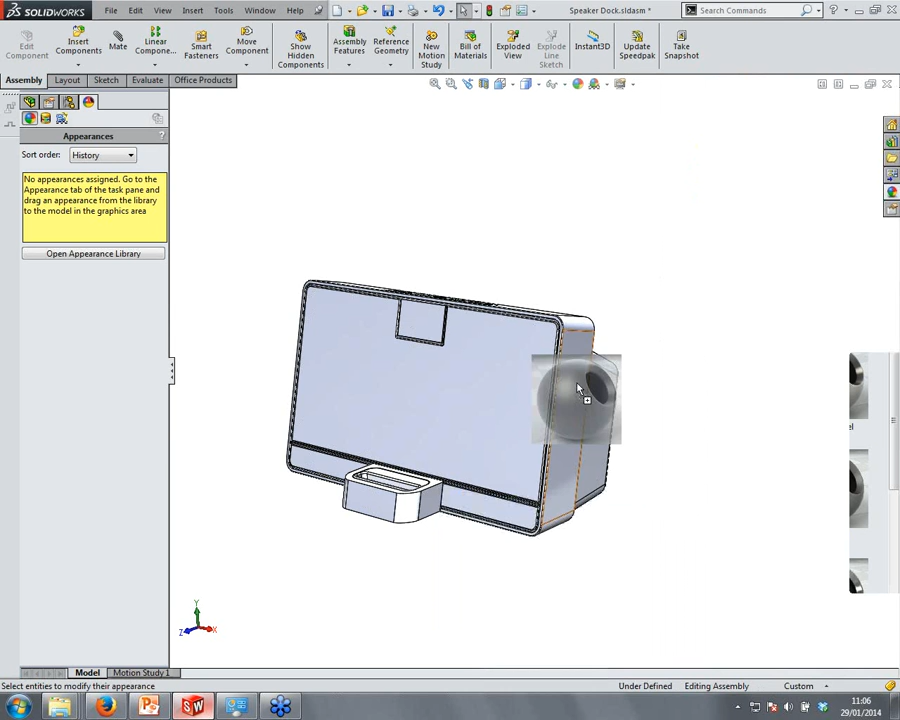 SOLIDWORKS File Edit View Insert Tools Window Help Speaker Dock.sldasm * Search Commands
Edit Component Insert Components Mate Linear Compone... Smart Fasteners Move Component Show Hidden Components Assembly Features Reference Geometry New Motion Study Bill of Materials Exploded View Explode Line Sketch Instant3D Update Speedpak Take Snapshot
Assembly Layout Sketch Evaluate Office Products
Appearances ?
Sort order: History
No appearances assigned. Go to the
Appearance tab of the task pane and
drag an appearance from the library
to the model in the graphics area
Open Appearance Library
el
Y
Z X
Model Motion Study 1
Select entities to modify their appearance Under Defined Editing Assembly Custom
11:06
29/01/2014